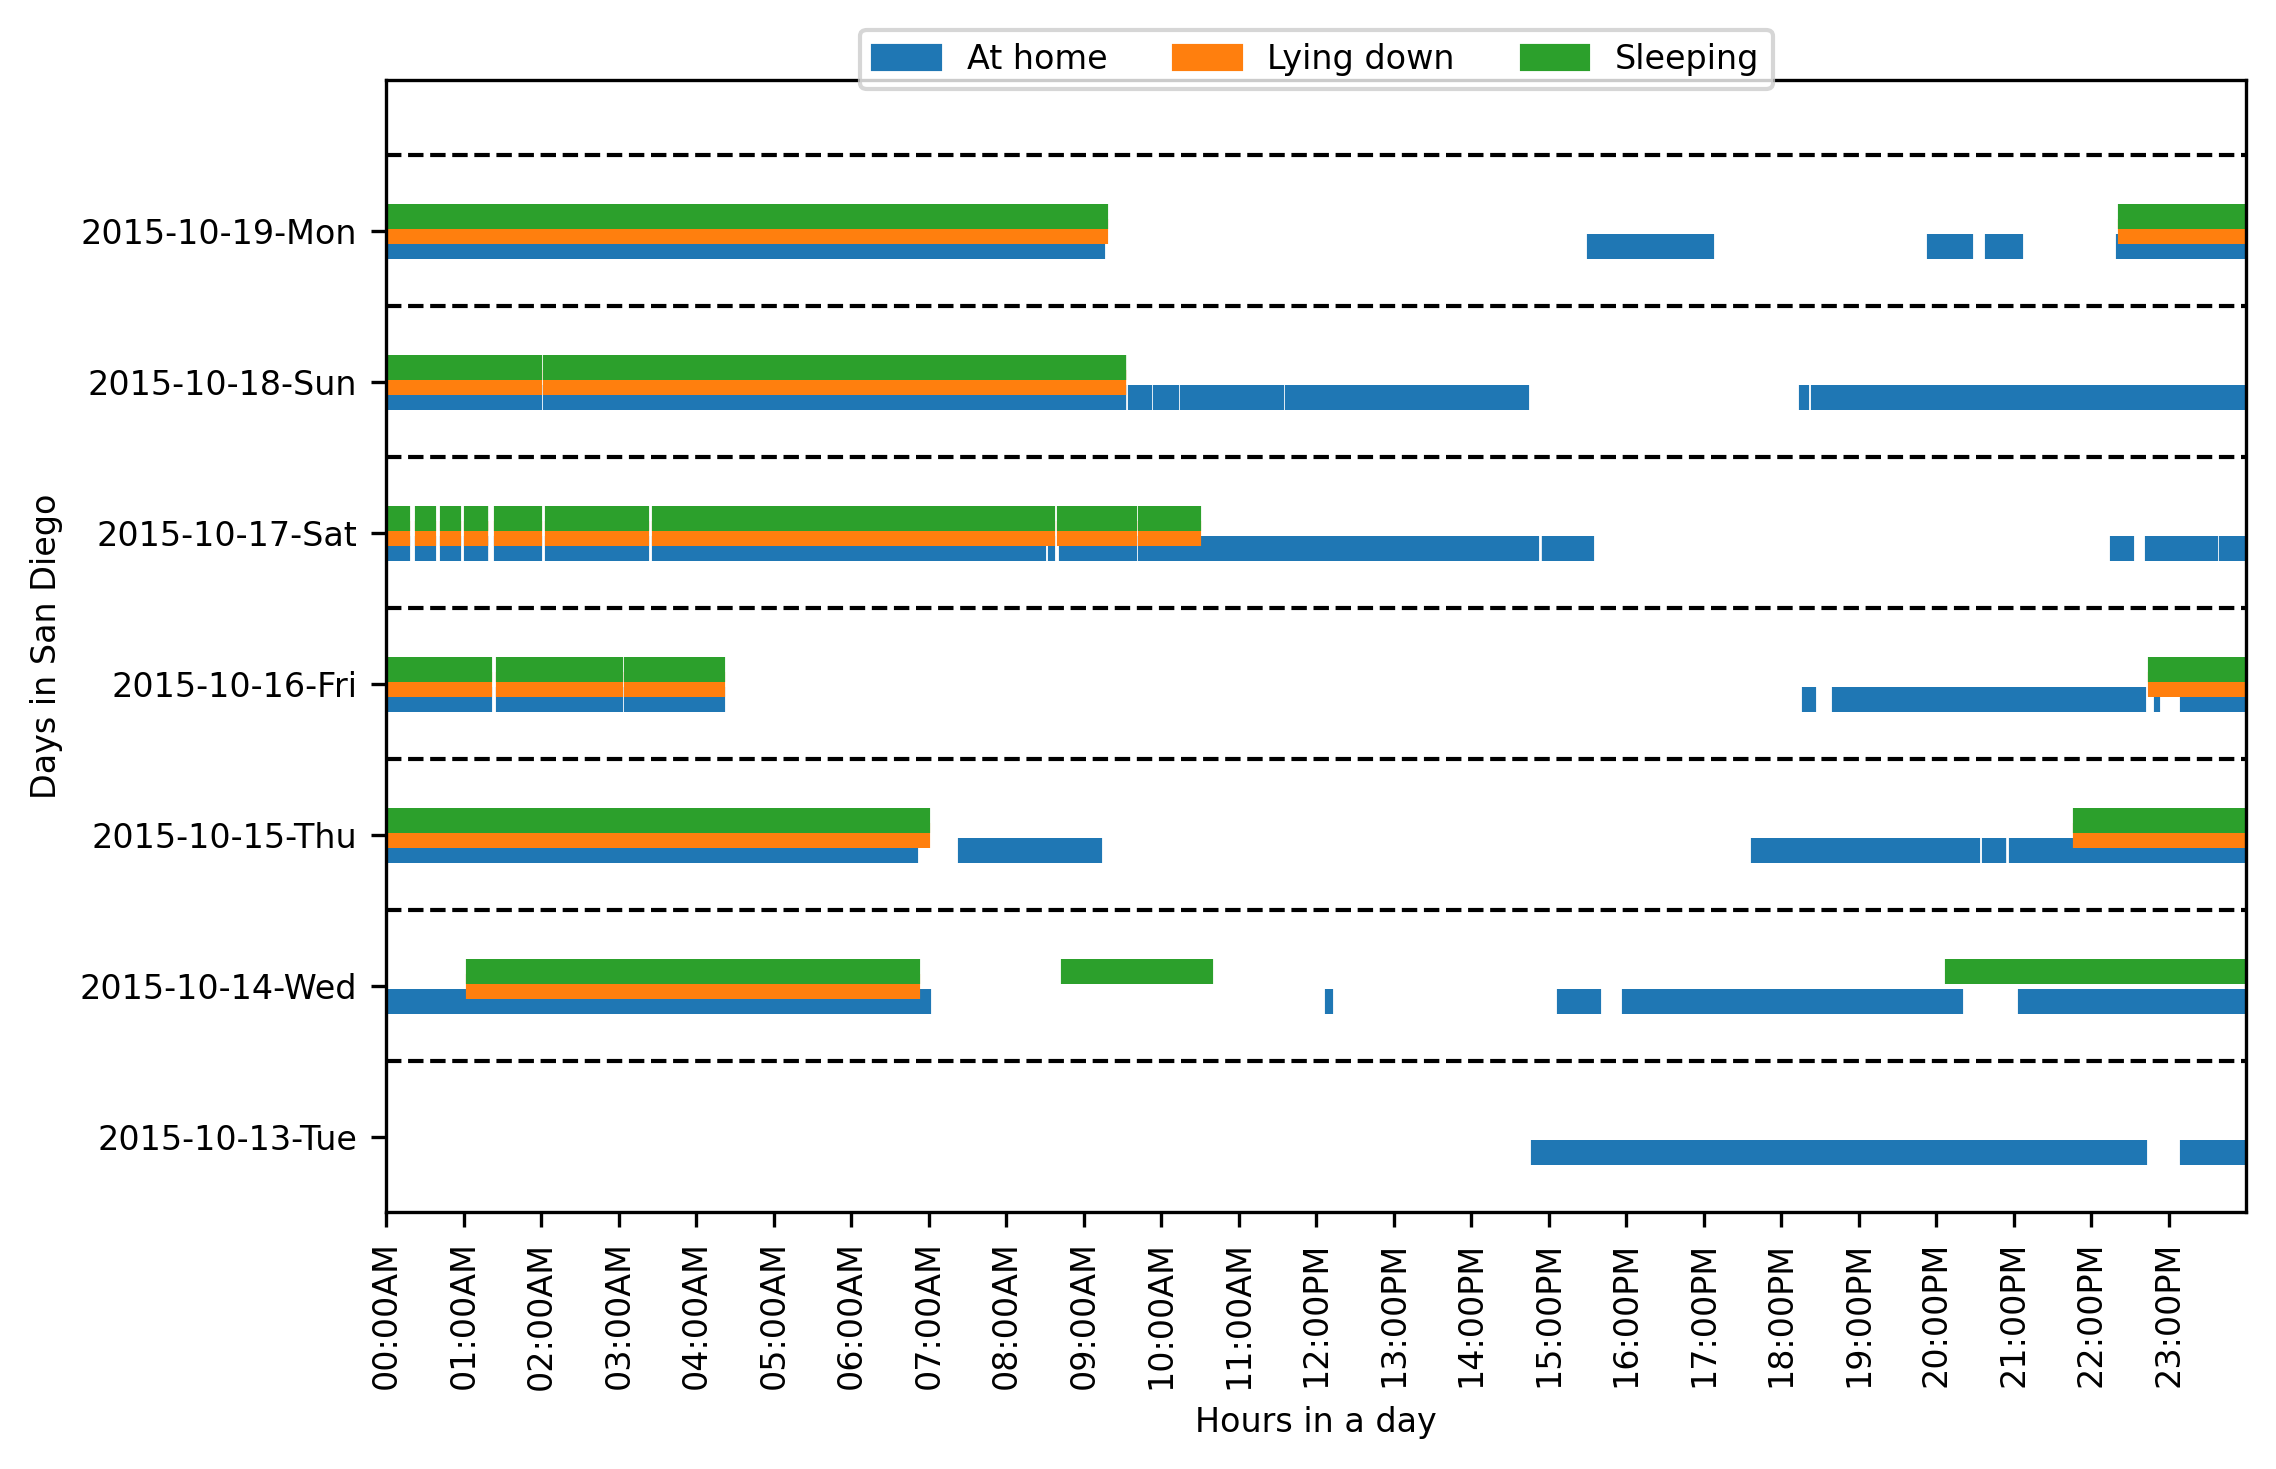 At home Lying down Sleeping
Days in San Diego
2015-10-19-Mon
2015-10-18-Sun
2015-10-17-Sat
2015-10-16-Fri
2015-10-15-Thu
2015-10-14-Wed
2015-10-13-Tue
00:00AM
01:00AM
02:00AM
03:00AM
04:00AM
05:00AM
06:00AM
07:00AM
08:00AM
09:00AM
10:00AM
11:00AM
12:00PM
13:00PM
14:00PM
15:00PM
16:00PM
17:00PM
18:00PM
19:00PM
20:00PM
21:00PM
22:00PM
23:00PM
Hours in a day